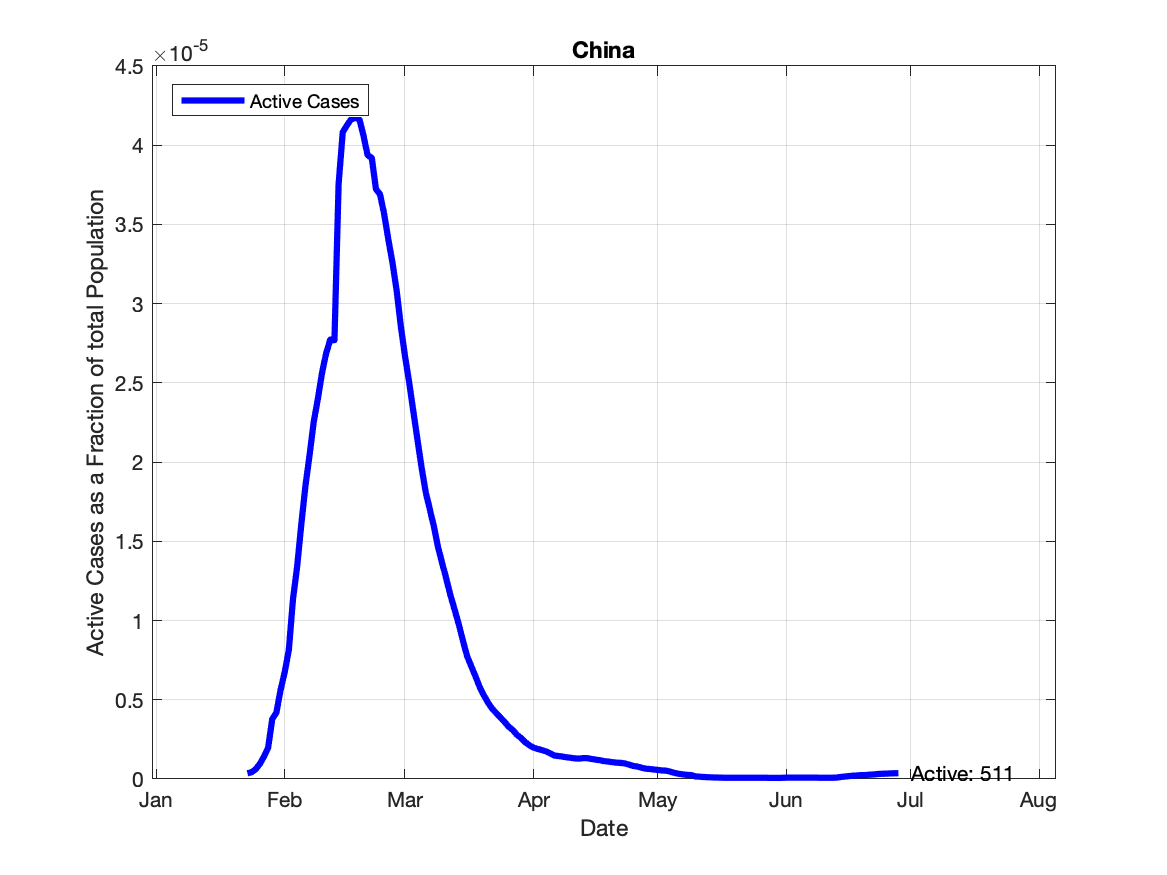 China
×10-5
4.5
4
3.5
3
2.5
2
1.5
1
0.5
0
Active Cases
Active Cases as a Fraction of total Population
Active: 511
Jan Feb Mar Apr May Jun Jul Aug
Date